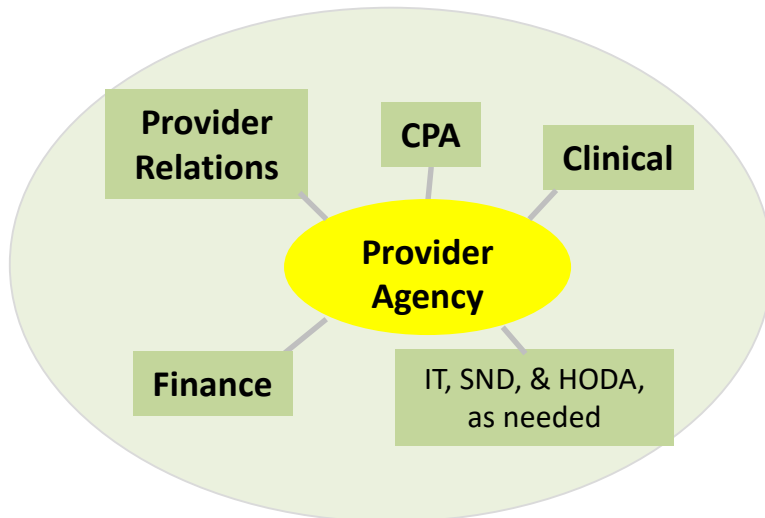 Provider
Relations
CPA
Clinical
Provider
Agency
Finance
IT, SND, & HODA,
as needed